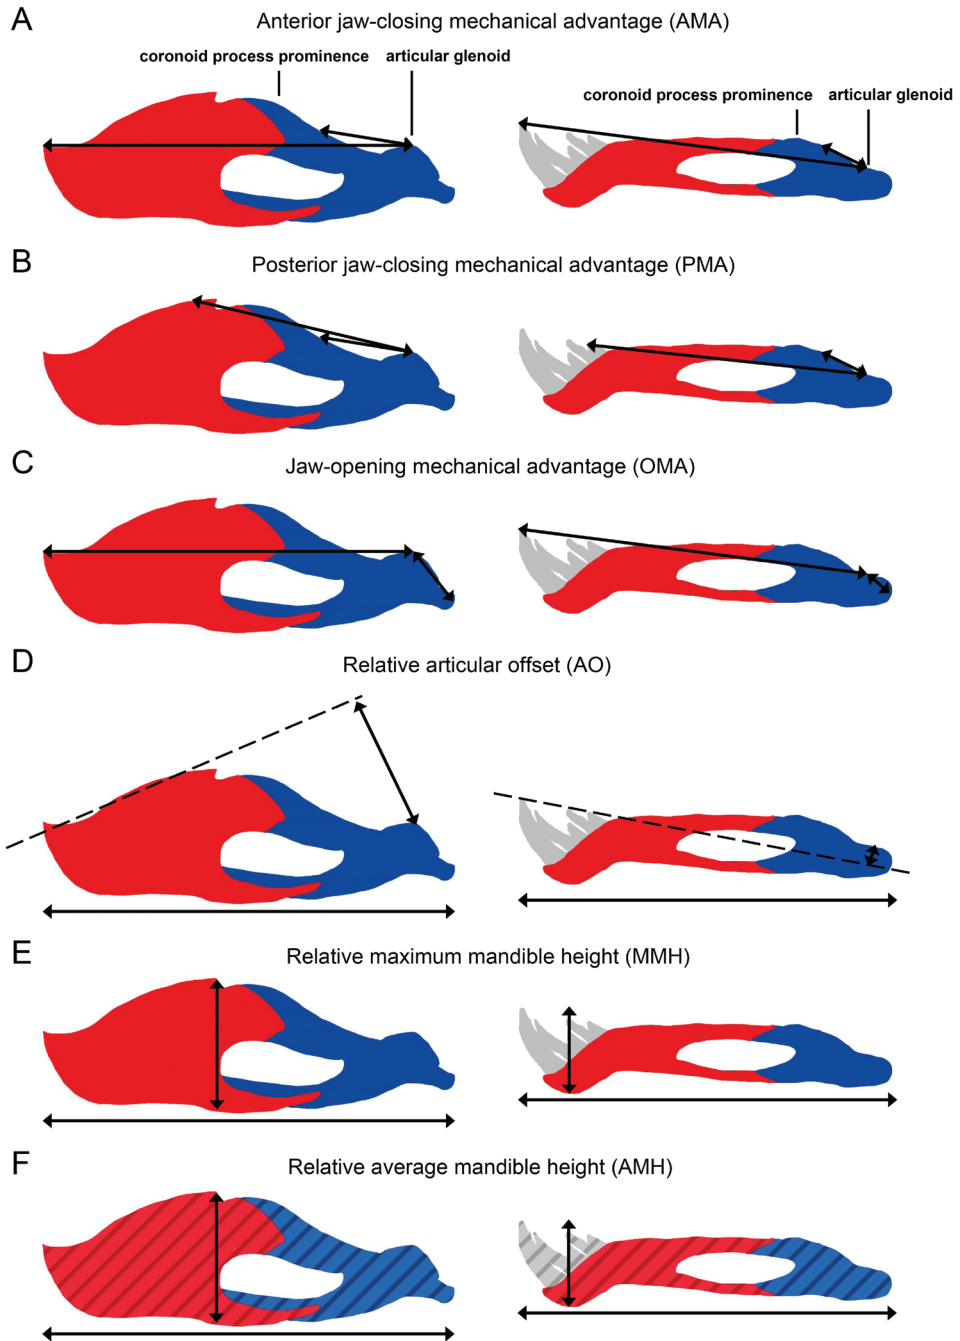 A
Anterior jaw-closing mechanical advantage (AMA)
coronoid process prominence articular glenoid
coronoid process prominence articular glenoid
B
Posterior jaw-closing mechanical advantage (PMA)
C
Jaw-opening mechanical advantage (OMA)
D
Relative articular offset (AO)
E
Relative maximum mandible height (MMH)
F
Relative average mandible height (AMH)